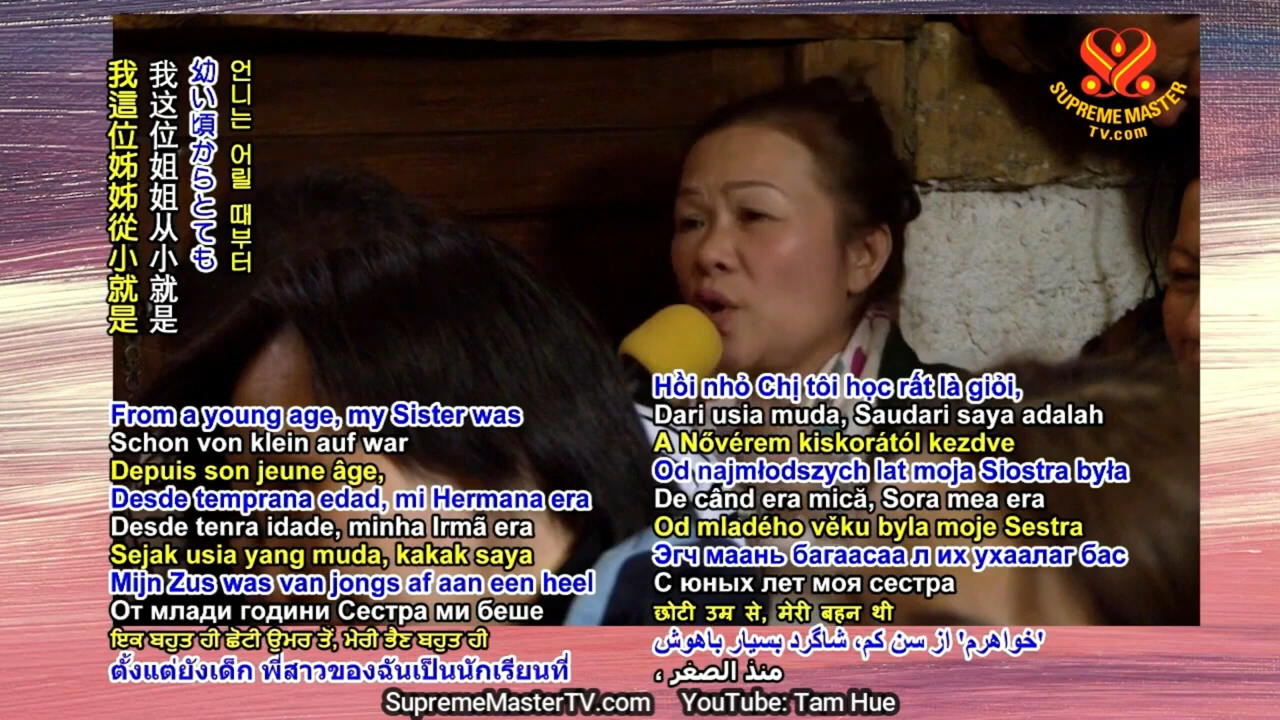 我這位姊姊從小就是
我这位姐姐从小就是
幼い頃からとても
언니는 어릴 때부터
SUPREME MASTER
TV.com
From a young age, my Sister was
Schon von klein auf war
Depuis son jeune âge,
Desde temprana edad, mi Hermana era
Desde tenra idade, minha Irmã era
Sejak usia yang muda, kakak saya
Mijn Zus was van jongs af aan een heel
От млади години Сестра ми беше
ਇਕ ਬਹੁਤ ਹੀ ਛੋਟੀ ਉਮਰ ਤੋਂ, ਮੇਰੀ ਭੈਣ ਬਹੁਤ ਹੀ
ตั้งแต่ยังเด็ก พี่สาวของฉันเป็นนักเรียนที่
Hồi nhỏ Chị tôi học rất là giỏi,
Dari usia muda, Saudari saya adalah
A Nővérem kiskorától kezdve
Od najmłodszych lat moja Siostra była
De când era mică, Sora mea era
Od mladého věku byla moje Sestra
Эгч маань багаасаа л их ухаалаг бас
С юных лет моя сестра
छोटी उम्र से, मेरी बहन थी
'خواهرم' از سن کم، شاگرد بسیار باهوش
منذ الصغر ،
SupremeMasterTV.com YouTube: Tam Hue